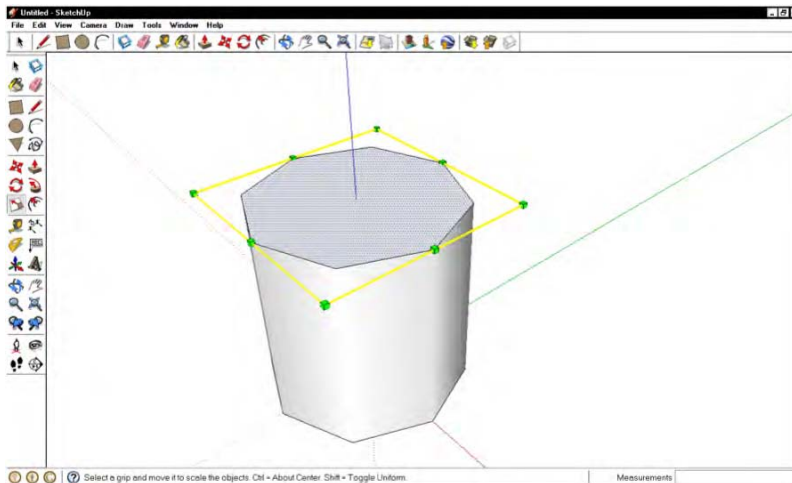 Untitled - SketchUp
File Edit View Camera Draw Tools Window Help
Select a grip and move it to scale the objects. Ctrl = About Center. Shift = Toggle Uniform.
Measurements